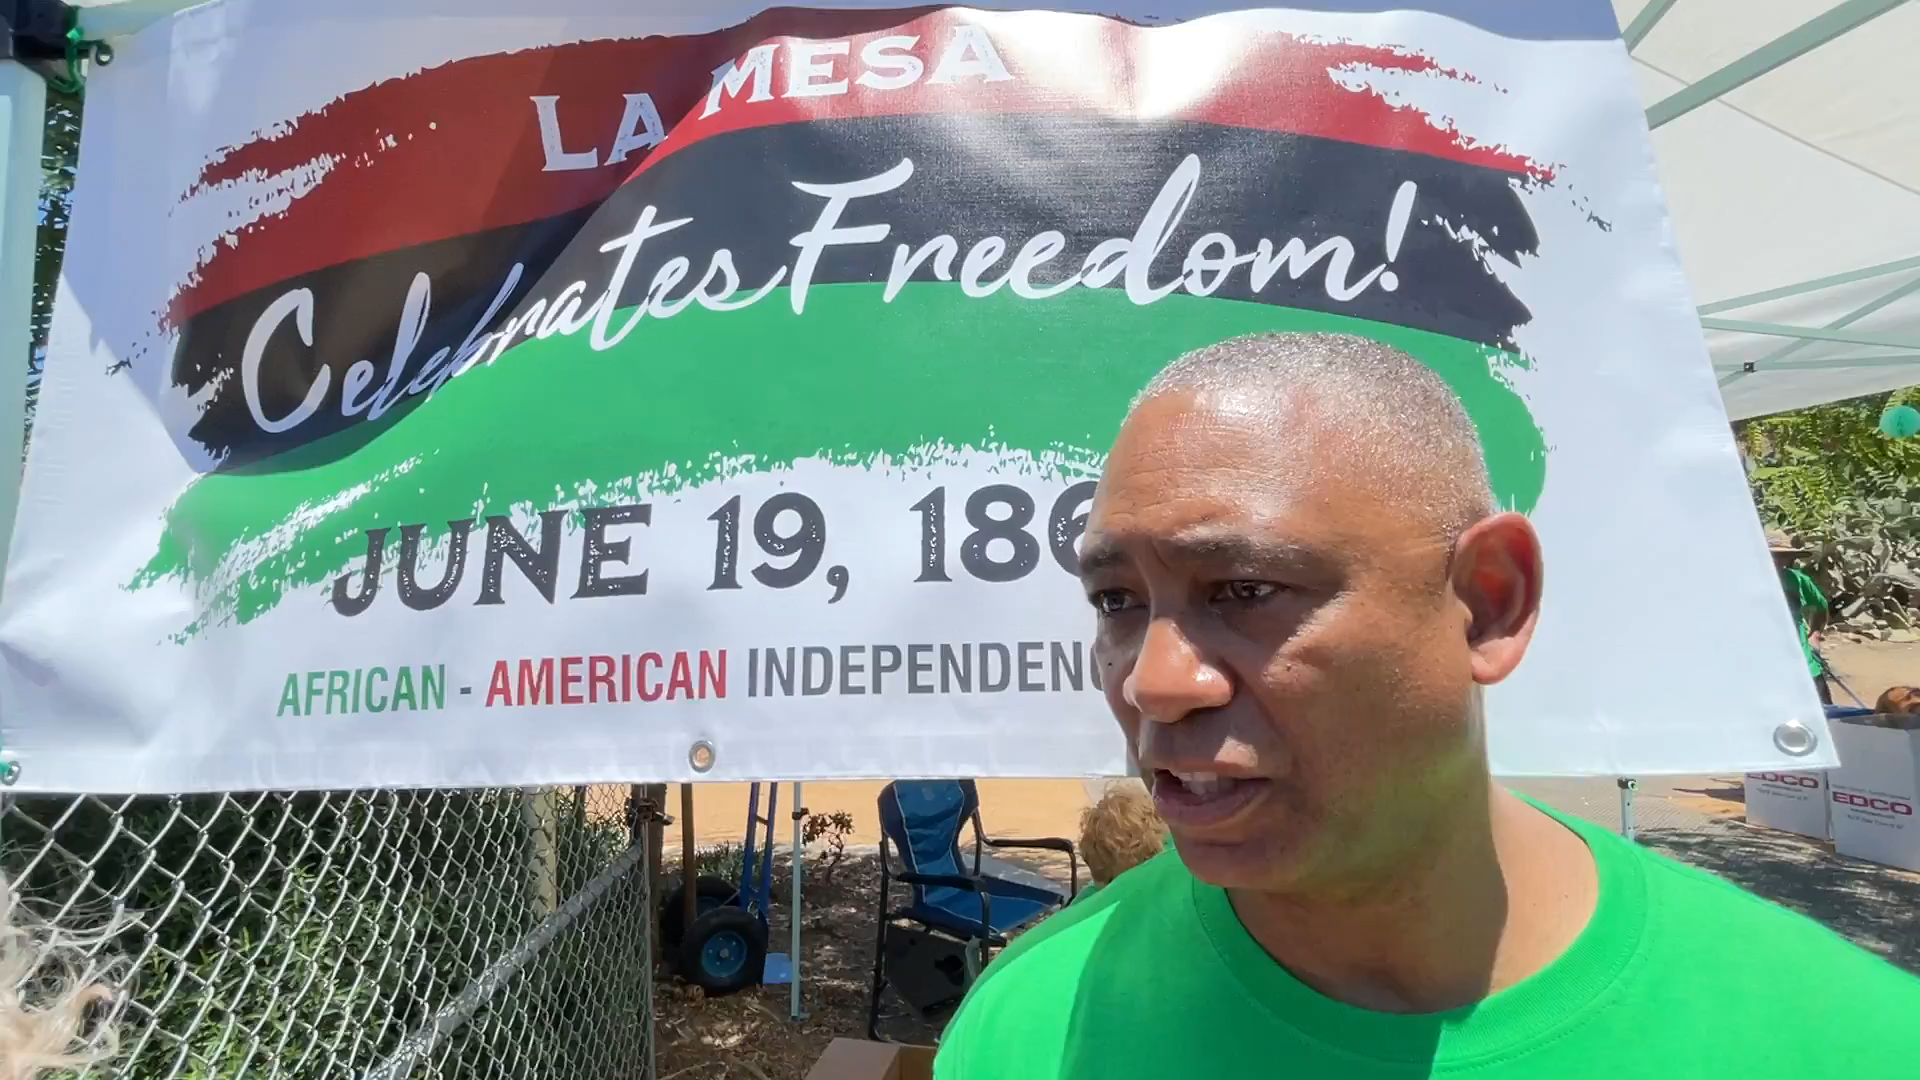 LA MESA
Celebrates Freedom!
JUNE 19, 186
AFRICAN - AMERICAN INDEPENDENC
EDCO
EDCO